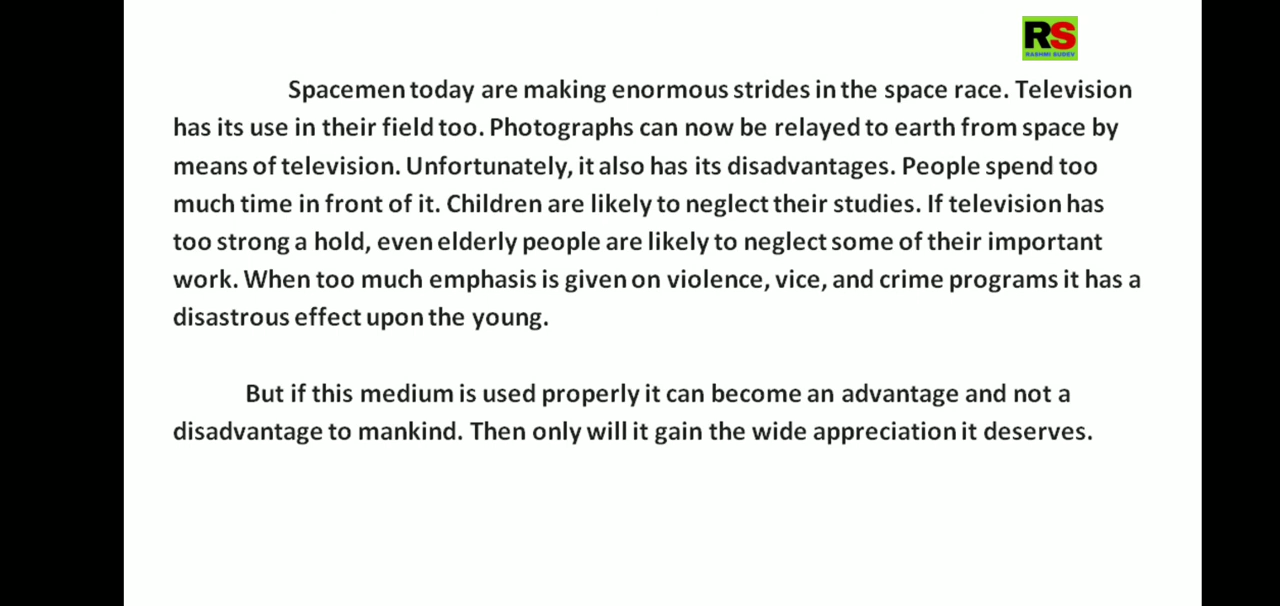 RS
RASHMI SUDEV
Spacemen today are making enormous strides in the space race. Television
has its use in their field too. Photographs can now be relayed to earth from space by
means of television. Unfortunately, it also has its disadvantages. People spend too
much time in front of it. Children are likely to neglect their studies. If television has
too strong a hold, even elderly people are likely to neglect some of their important
work. When too much emphasis is given on violence, vice, and crime programs it has a
disastrous effect upon the young.
But if this medium is used properly it can become an advantage and not a
disadvantage to mankind. Then only will it gain the wide appreciation it deserves.